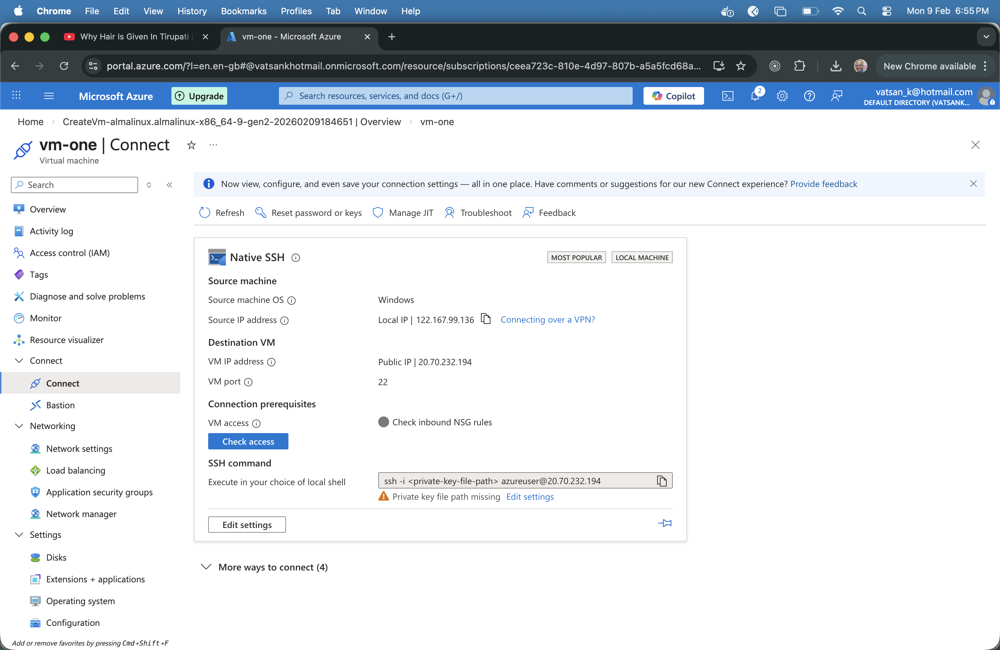 Chrome File Edit View History Bookmarks Profiles Tab Window Help Mon 9 Feb 6:55 PM
Why Hair Is Given In Tirupati vm-one - Microsoft Azure
portal.azure.com/?l=en.en-gb#@vatsankhotmail.onmicrosoft.com/resource/subscriptions/ceea723c-810e-4d97-807b-a5a5fcd68a... New Chrome available
Microsoft Azure Upgrade Search resources, services, and docs (G+/) Copilot 2 vatsan_k@hotmail.com
DEFAULT DIRECTORY (VATSANK...
Home > CreateVm-almalinux.almalinux-x86_64-9-gen2-20260209184651 | Overview > vm-one
vm-one | Connect
Virtual machine
Search
Overview
Activity log
Access control (IAM)
Tags
Diagnose and solve problems
Monitor
Resource visualizer
Connect
Connect
Bastion
Networking
Network settings
Load balancing
Application security groups
Network manager
Settings
Disks
Extensions + applications
Operating system
Configuration
Add or remove favorites by pressing Cmd+Shift+F
Now view, configure, and even save your connection settings — all in one place. Have comments or suggestions for our new Connect experience? Provide feedback
Refresh Reset password or keys Manage JIT Troubleshoot Feedback
Native SSH MOST POPULAR LOCAL MACHINE
Source machine
Source machine OS Windows
Source IP address Local IP | 122.167.99.136 Connecting over a VPN?
Destination VM
VM IP address Public IP | 20.70.232.194
VM port 22
Connection prerequisites
VM access Check inbound NSG rules
Check access
SSH command
Execute in your choice of local shell ssh -i <private-key-file-path> azureuser@20.70.232.194
Private key file path missing Edit settings
Edit settings
More ways to connect (4)